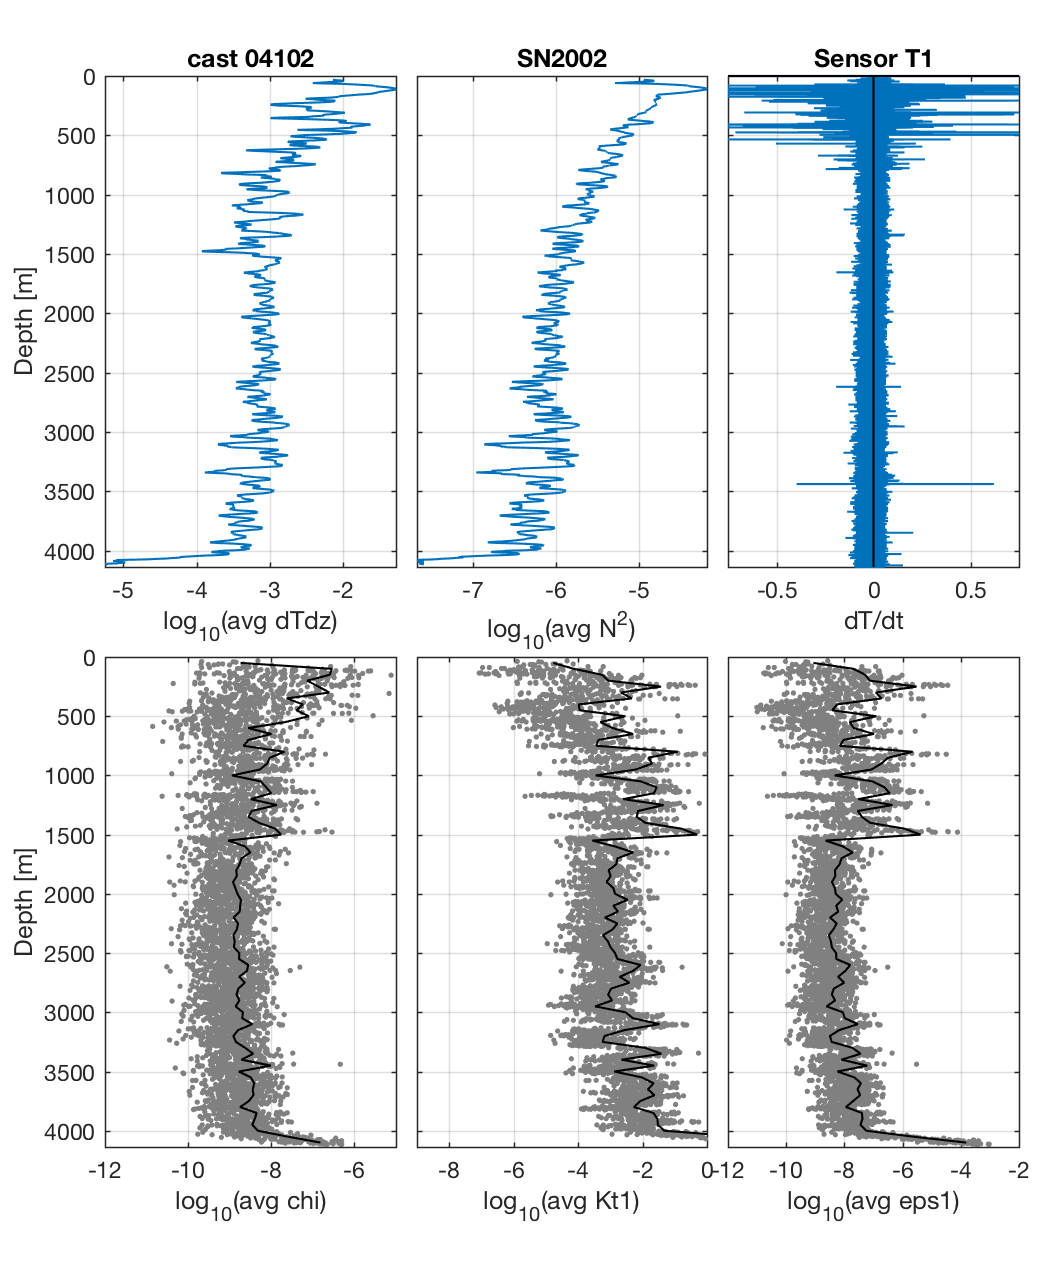 cast 04102 SN2002 Sensor T1
0
500
1000
1500
2000
2500
3000
3500
4000
Depth [m]
-5 -4 -3 -2 -7 -6 -5 -0.5 0 0.5
log10(avg dTdz) log10(avg N2) dT/dt
0
500
1000
1500
2000
2500
3000
3500
4000
Depth [m]
-12 -10 -8 -6 -8 -6 -4 -2 0 -12 -10 -8 -6 -4 -2
log10(avg chi) log10(avg Kt1) log10(avg eps1)